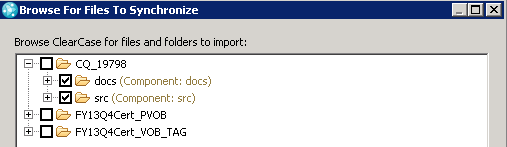 Browse For Files To Synchronize
Browse ClearCase for files and folders to import:
CQ_19798
docs (Component: docs)
src (Component: src)
FY13Q4Cert_PVOB
FY13Q4Cert_VOB_TAG